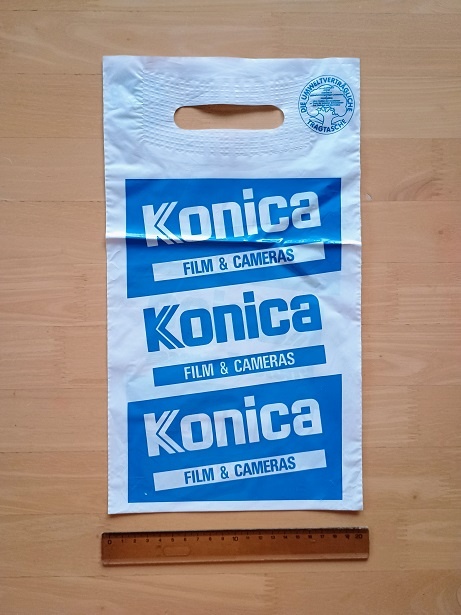 DIE UMWELTVERTRÄGLICHE
TRAGTASCHE
Konica
FILM & CAMERAS
Konica
FILM & CAMERAS
Konica
FILM & CAMERAS